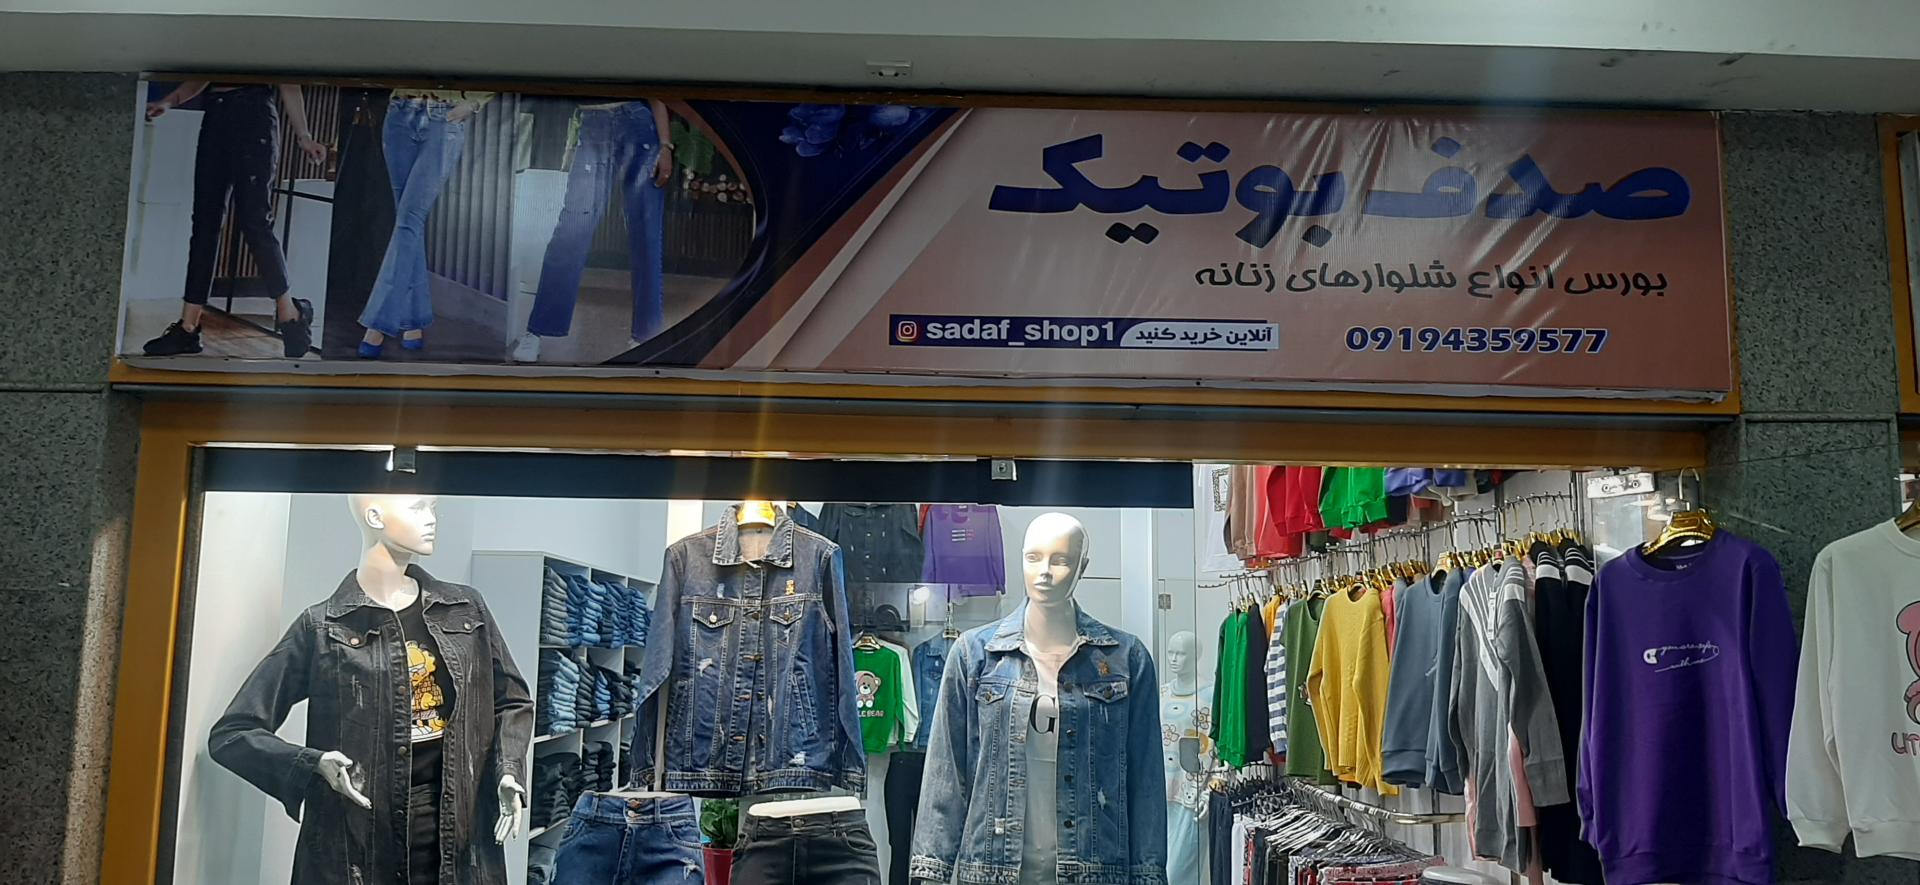 صدف بوتیک
بورس انواع شلوارهای زنانه
09194359577
آنلاین خرید کنید sadaf_shop1
G